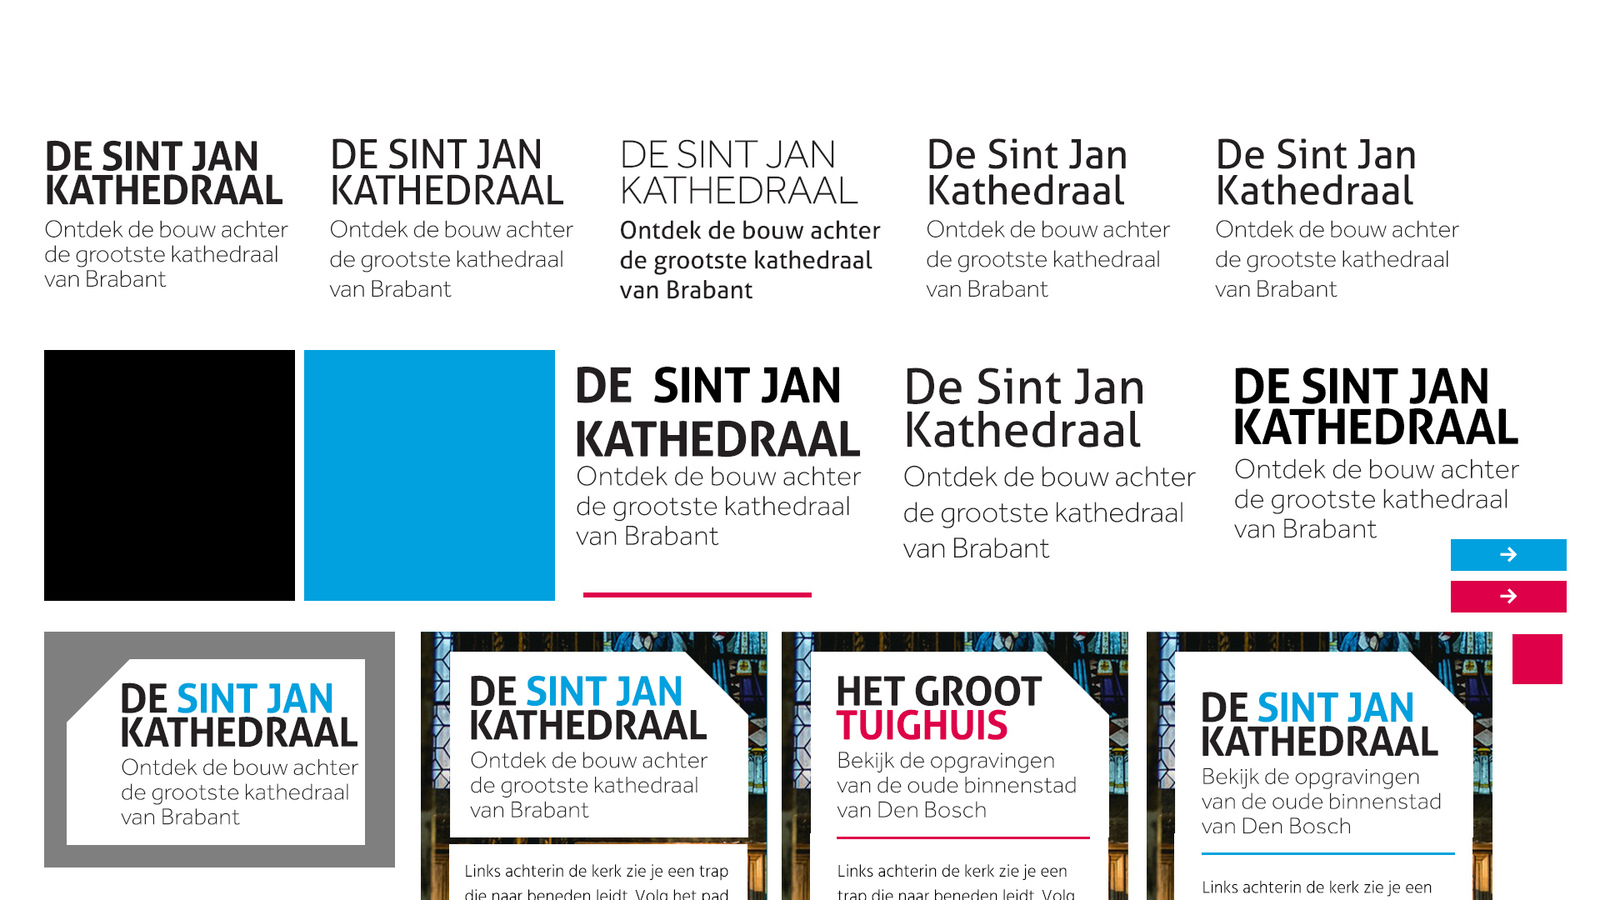 DE SINT JAN
KATHEDRAAL
Ontdek de bouw achter
de grootste kathedraal
van Brabant
DE SINT JAN
KATHEDRAAL
Ontdek de bouw achter
de grootste kathedraal
van Brabant
DE SINT JAN
KATHEDRAAL
Ontdek de bouw achter
de grootste kathedraal
van Brabant
De Sint Jan
Kathedraal
Ontdek de bouw achter
de grootste kathedraal
van Brabant
De Sint Jan
Kathedraal
Ontdek de bouw achter
de grootste kathedraal
van Brabant
DE SINT JAN
KATHEDRAAL
Ontdek de bouw achter
de grootste kathedraal
van Brabant
De Sint Jan
Kathedraal
Ontdek de bouw achter
de grootste kathedraal
van Brabant
DE SINT JAN
KATHEDRAAL
Ontdek de bouw achter
de grootste kathedraal
van Brabant
DE SINT JAN
KATHEDRAAL
Ontdek de bouw achter
de grootste kathedraal
van Brabant
DE SINT JAN
KATHEDRAAL
Ontdek de bouw achter
de grootste kathedraal
van Brabant
Links achterin de kerk zie je een trap
die naar beneden leidt. Volg het pad
HET GROOT
TUIGHUIS
Bekijk de opgravingen
van de oude binnenstad
van Den Bosch
Links achterin de kerk zie je een
trap die naar beneden leidt. Volg
DE SINT JAN
KATHEDRAAL
Bekijk de opgravingen
van de oude binnenstad
van Den Bosch
Links achterin de kerk zie je een